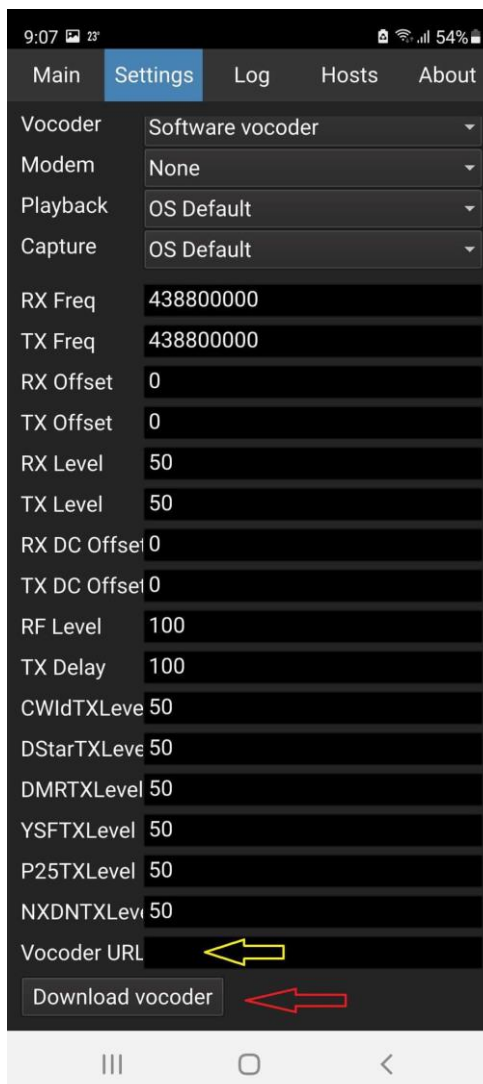 9:07 23° 54%
Main Settings Log Hosts About
Vocoder Software vocoder
Modem None
Playback OS Default
Capture OS Default
RX Freq 438800000
TX Freq 438800000
RX Offset 0
TX Offset 0
RX Level 50
TX Level 50
RX DC Offset 0
TX DC Offset 0
RF Level 100
TX Delay 100
CWIdTXLeve 50
DStarTXLeve 50
DMRTXLevel 50
YSFTXLevel 50
P25TXLevel 50
NXDNTXLev 50
Vocoder URL
Download vocoder